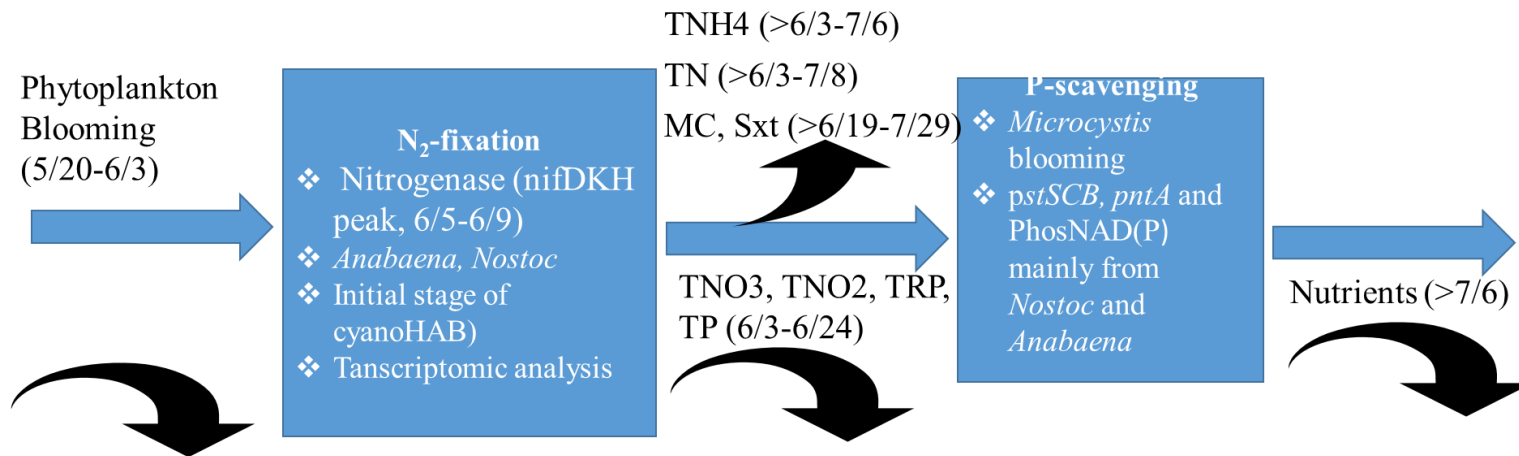 Phytoplankton
Blooming
(5/20-6/3)
N₂-fixation
❖ Nitrogenase (nifDKH
peak, 6/5-6/9)
❖ Anabaena, Nostoc
❖ Initial stage of
cyanoHAB)
❖ Tanscriptomic analysis
TNH4 (>6/3-7/6)
TN (>6/3-7/8)
MC, Sxt (>6/19-7/29)
TNO3, TNO2, TRP,
TP (6/3-6/24)
P-scavenging
❖ Microcystis
blooming
❖ pstSCB, pntA and
PhosNAD(P)
mainly from
Nostoc and
Anabaena
Nutrients (>7/6)